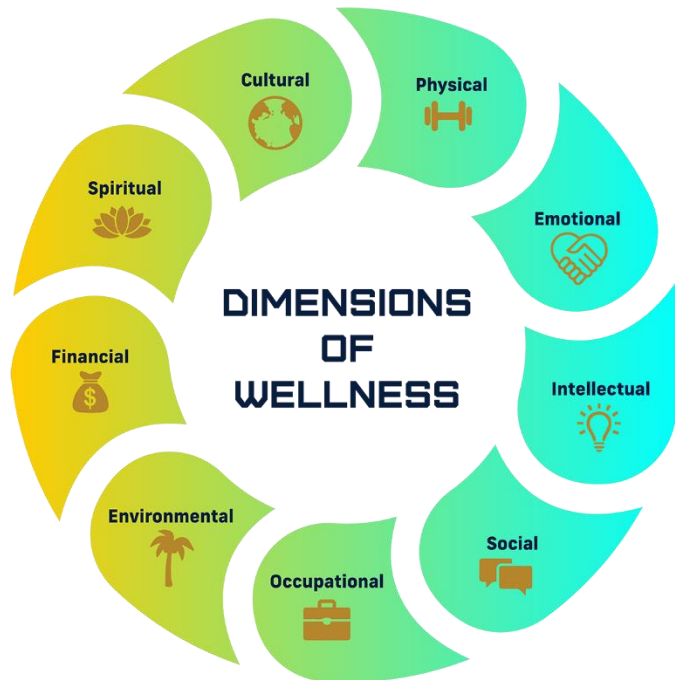 DIMENSIONS
OF
WELLNESS
Cultural
Physical
Emotional
Intellectual
Social
Occupational
Environmental
Financial
$
Spiritual